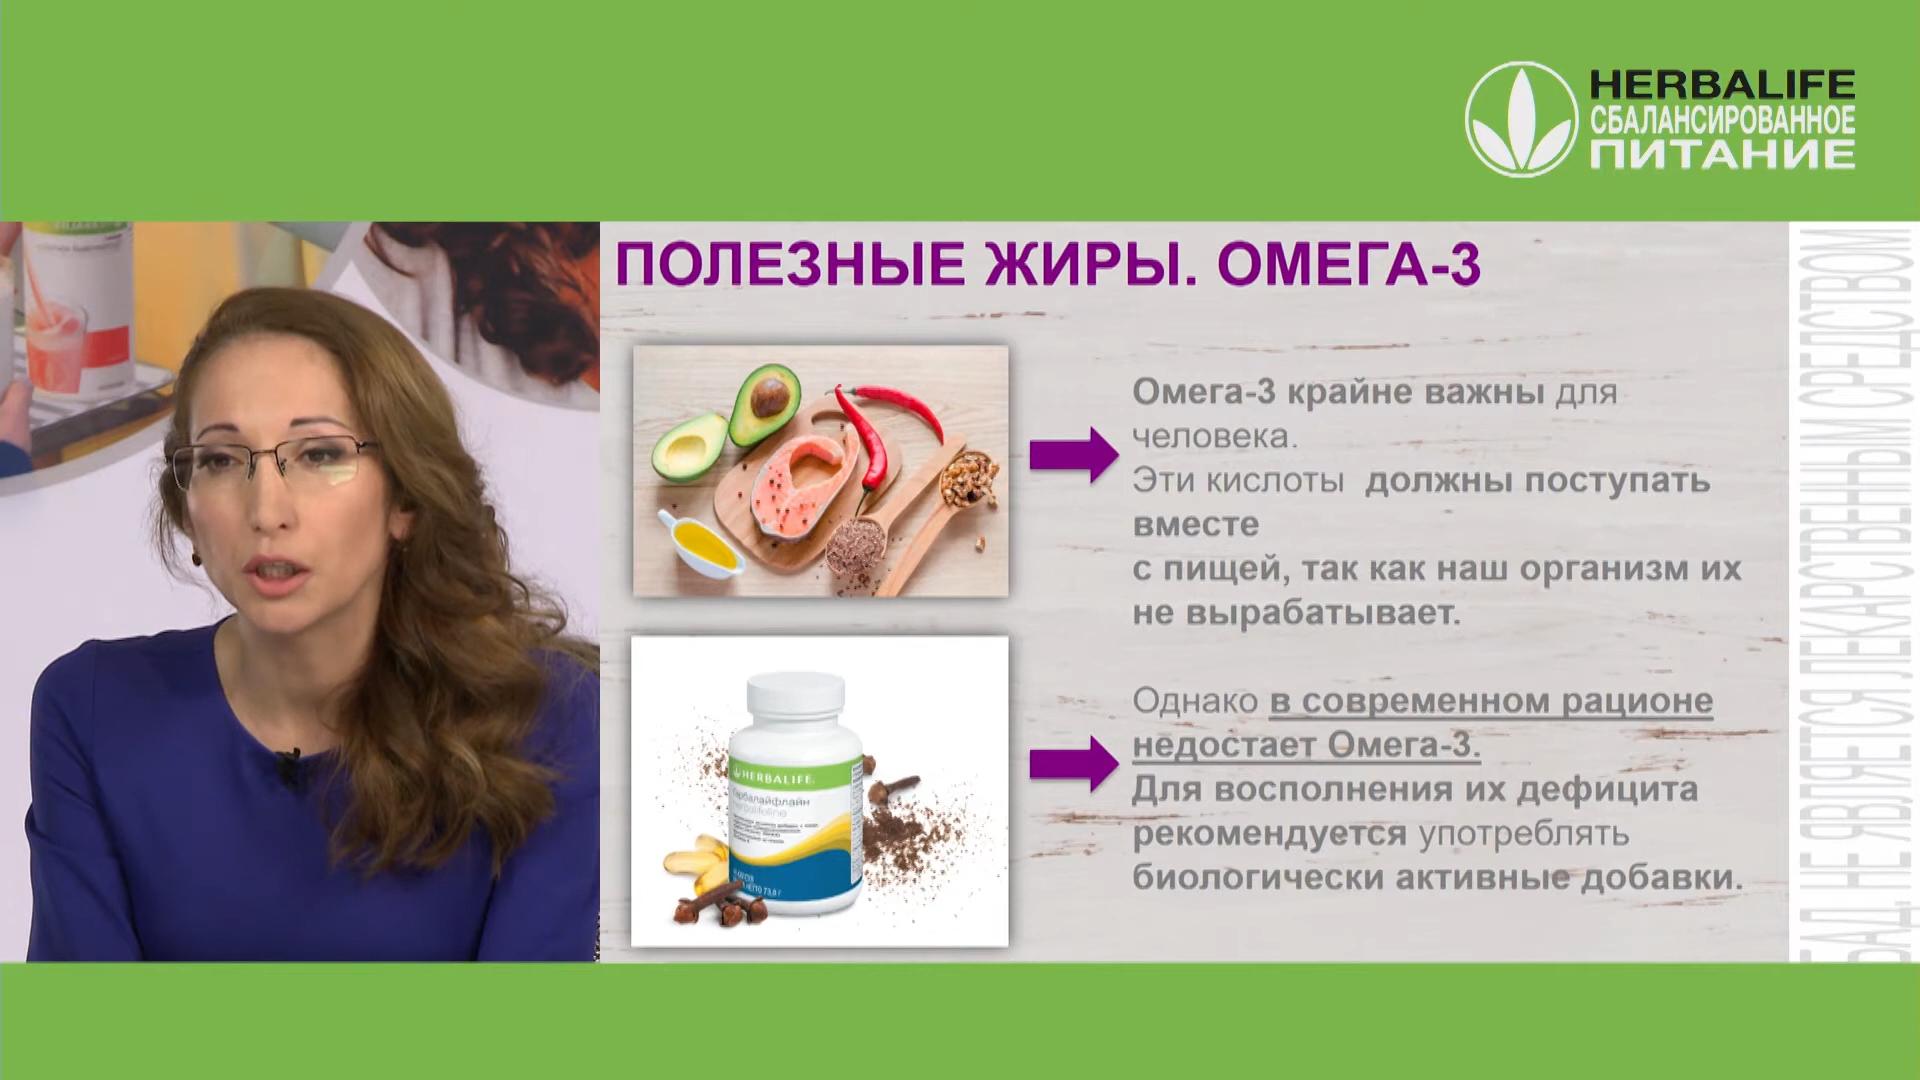 HERBALIFE
СБАЛАНСИРОВАННОЕ
ПИТАНИЕ
ПОЛЕЗНЫЕ ЖИРЫ. ОМЕГА-3
Омега-3 крайне важны для
человека.
Эти кислоты должны поступать
вместе
с пищей, так как наш организм их
не вырабатывает.
HERBALIFE
Гербалайфлайн
herbalifeline
Однако в современном рационе
недостает Омега-3.
Для восполнения их дефицита
рекомендуется употреблять
биологически активные добавки.
БАД. НЕ ЯВЛЯЕТСЯ ЛЕКАРСТВЕННЫМ СРЕДСТВОМ